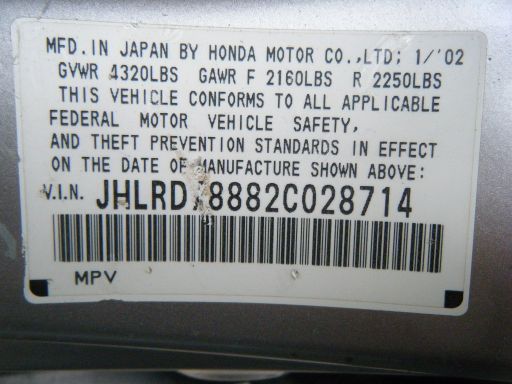 MFD.IN JAPAN BY HONDA MOTOR CO.,LTD; 1/'02
GVWR 4320LBS GAWR F 2160LBS R 2250LBS
THIS VEHICLE CONFORMS TO ALL APPLICABLE
FEDERAL MOTOR VEHICLE SAFETY,
AND THEFT PREVENTION STANDARDS IN EFFECT
ON THE DATE OF MANUFACTURE SHOWN ABOVE:
V.I.N.
MPV